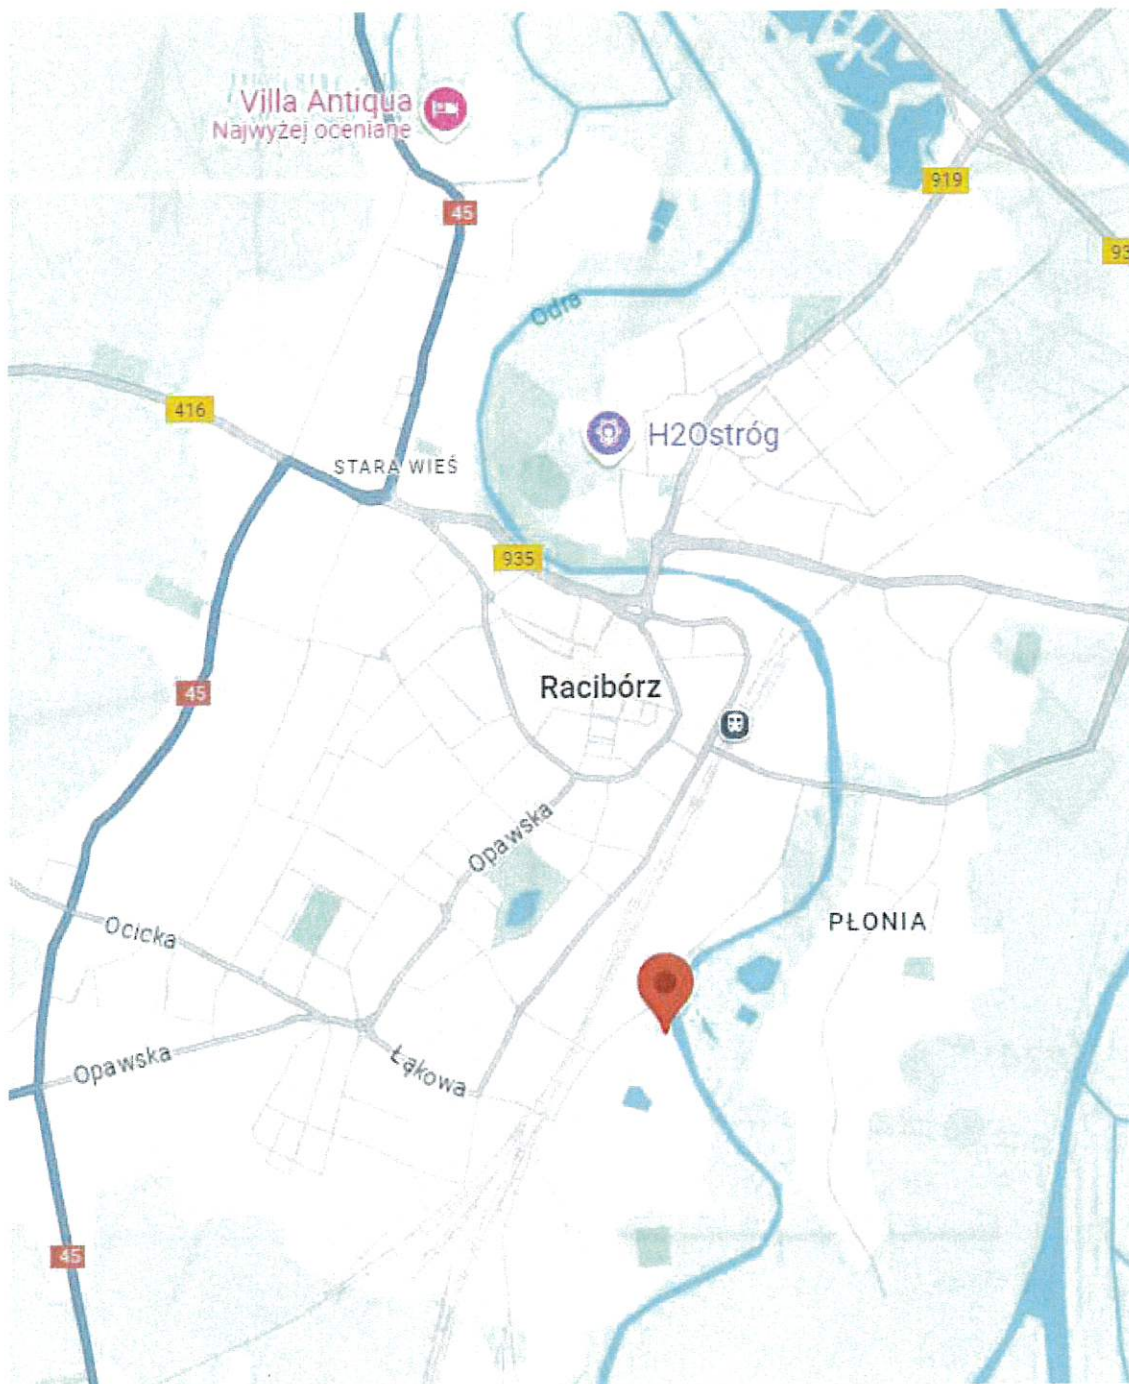 Villa Antiqua
Najwyżej oceniane
45
919
93
Odra
416
H2Ostróg
STARA WIEŚ
935
Racibórz
45
Opawska
PŁONIA
Ocicka
Opawska
Łąkowa
45